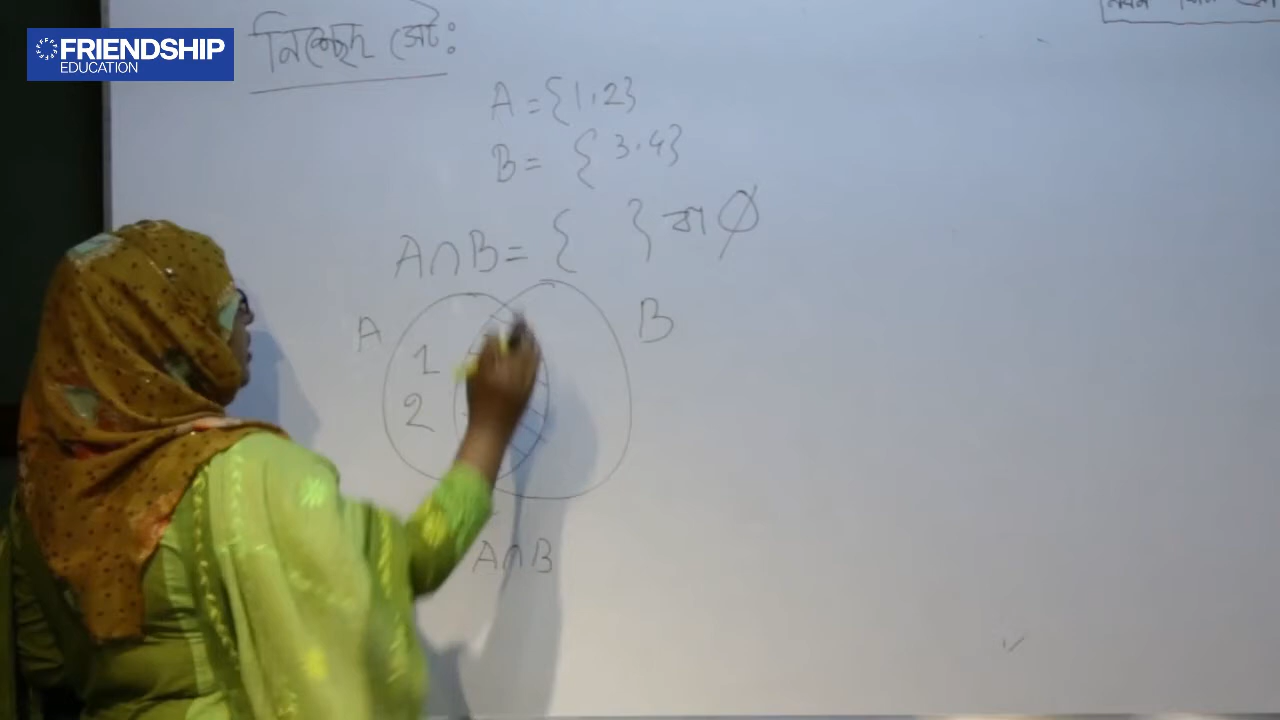 FRIENDSHIP
EDUCATION
নিশ্ছেদ সেট:
A = {1,2}
B = { 3,4}
A∩B = { } বা Ø
A
B
1
2
A∩B